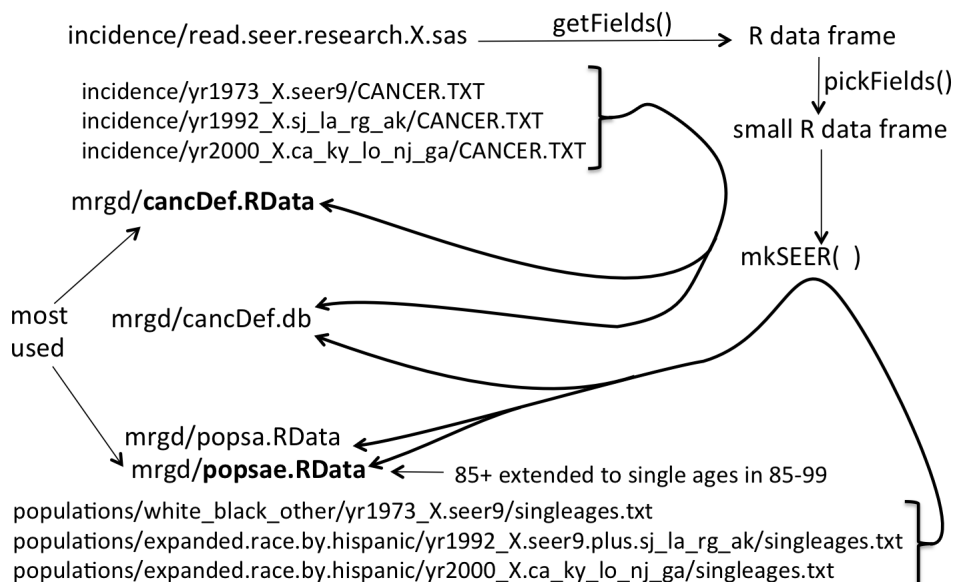 incidence/read.seer.research.X.sas
getFields()
R data frame
pickFields()
incidence/yr1973_X.seer9/CANCER.TXT
incidence/yr1992_X.sj_la_rg_ak/CANCER.TXT
incidence/yr2000_X.ca_ky_lo_nj_ga/CANCER.TXT
small R data frame
mrgd/cancDef.RData
mkSEER( )
most
used
mrgd/cancDef.db
mrgd/popsa.RData
mrgd/popsae.RData
85+ extended to single ages in 85-99
populations/white_black_other/yr1973_X.seer9/singleages.txt
populations/expanded.race.by.hispanic/yr1992_X.seer9.plus.sj_la_rg_ak/singleages.txt
populations/expanded.race.by.hispanic/yr2000_X.ca_ky_lo_nj_ga/singleages.txt